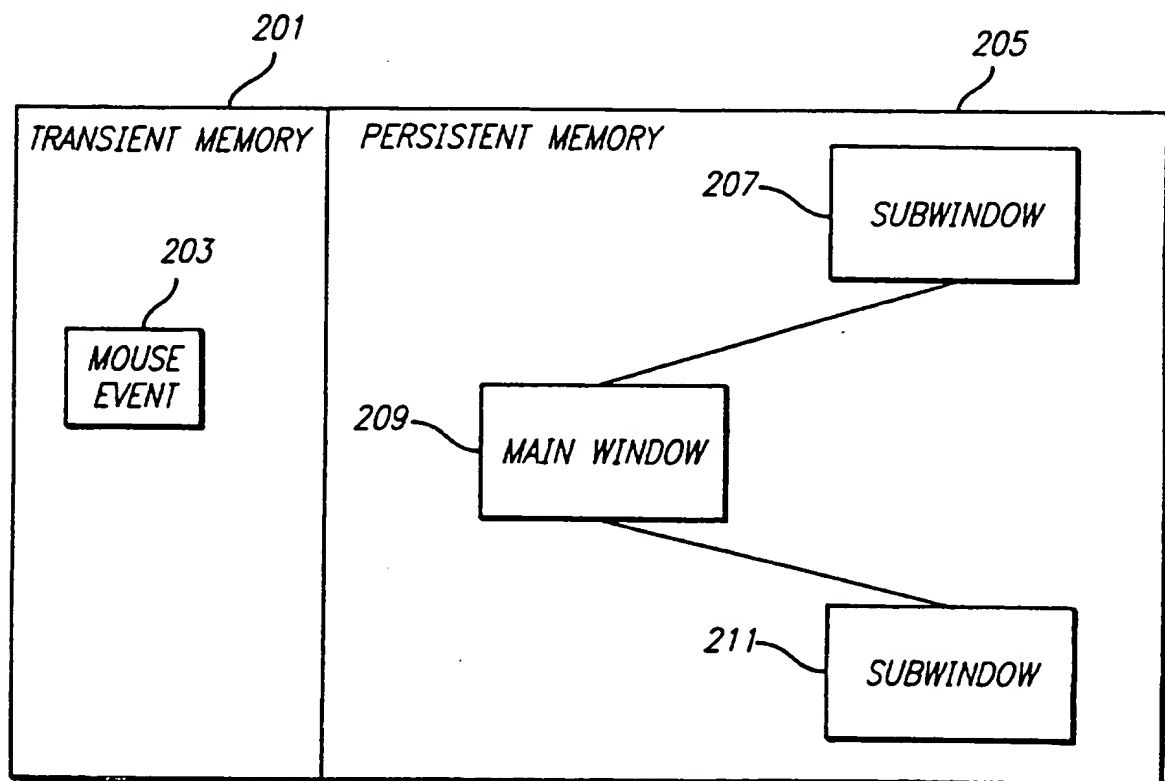 201
205
TRANSIENT MEMORY
PERSISTENT MEMORY
207
SUBWINDOW
203
MOUSE
EVENT
209
MAIN WINDOW
211
SUBWINDOW